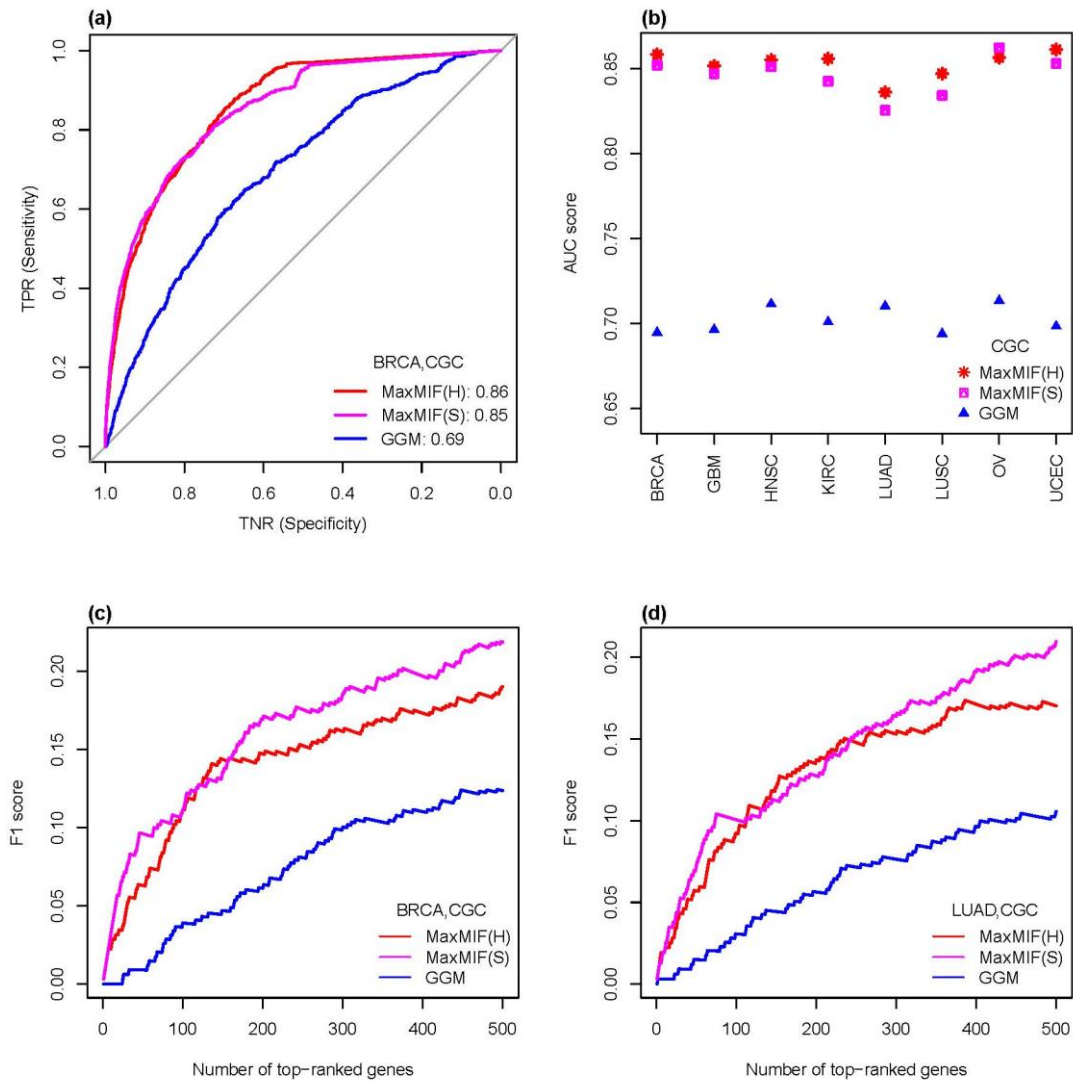 (a)
TPR (Sensitivity)
1.0
0.8
0.6
0.4
0.2
0.0
BRCA,CGC
MaxMIF(H): 0.86
MaxMIF(S): 0.85
GGM: 0.69
1.0 0.8 0.6 0.4 0.2 0.0
TNR (Specificity)
(b)
AUC score
0.85
0.80
0.75
0.70
0.65
CGC
MaxMIF(H)
MaxMIF(S)
GGM
BRCA
GBM
HNSC
KIRC
LUAD
LUSC
OV
UCEC
(c)
F1 score
0.20
0.15
0.10
0.05
0.00
BRCA,CGC
MaxMIF(H)
MaxMIF(S)
GGM
0 100 200 300 400 500
Number of top-ranked genes
(d)
F1 score
0.20
0.15
0.10
0.05
0.00
LUAD,CGC
MaxMIF(H)
MaxMIF(S)
GGM
0 100 200 300 400 500
Number of top-ranked genes